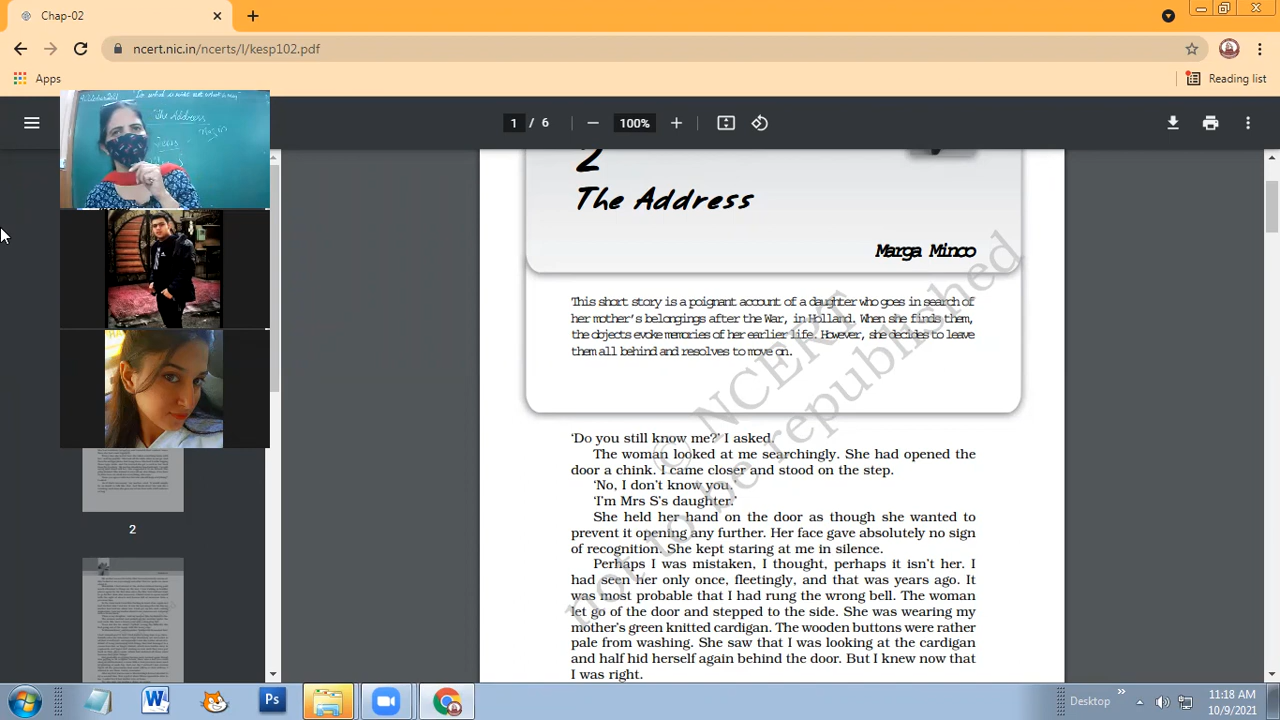 Chap-02
ncert.nic.in/ncerts/l/kesp102.pdf
Apps
Reading list
1 / 6
100%
The Address
2
The Address
Marga Minco
This short story is a poignant account of a daughter who goes in search of
her mother's belongings after the War, in Holland. When she finds them,
the objects evoke memories of her earlier life. However, she decides to leave
them all behind and resolves to move on.
© NCERT
not to be republished
'Do you still know me?' I asked.
The woman looked at me searchingly. She had opened the
door a chink. I came closer and stood on the step.
'No, I don't know you.'
'I'm Mrs S's daughter.'
She held her hand on the door as though she wanted to
prevent it opening any further. Her face gave absolutely no sign
of recognition. She kept staring at me in silence.
Perhaps I was mistaken, I thought, perhaps it isn't her. I
had seen her only once, fleetingly, and that was years ago. It
was most probable that I had rung the wrong bell. The woman
let go of the door and stepped to the side. She was wearing my
mother's green knitted cardigan. The wooden buttons were rather
pale from washing. She saw that I was looking at the cardigan
and half hid herself again behind the door. But I knew now that
I was right.
2
Desktop
11:18 AM
10/9/2021